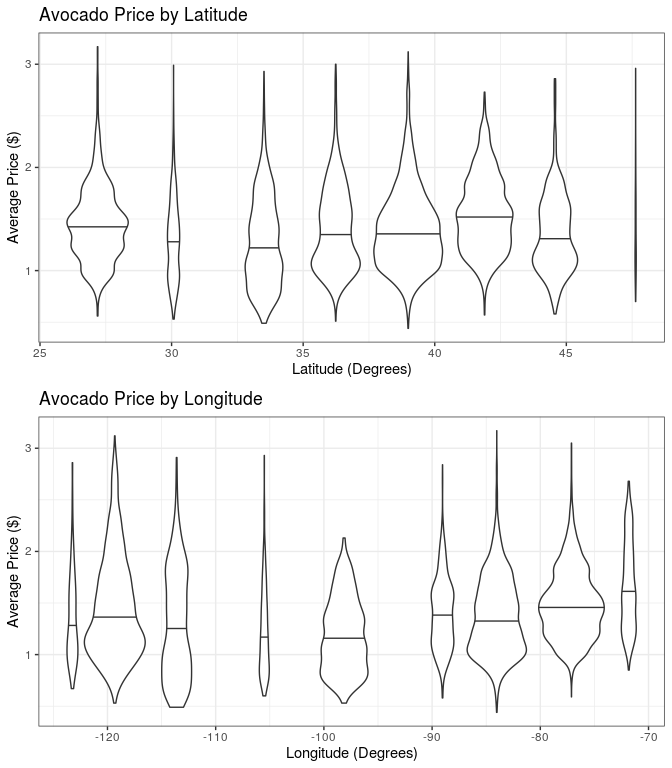 Avocado Price by Latitude
Average Price ($)
3
2
1
25 30 35 40 45
Latitude (Degrees)
Avocado Price by Longitude
Average Price ($)
3
2
1
-120 -110 -100 -90 -80 -70
Longitude (Degrees)